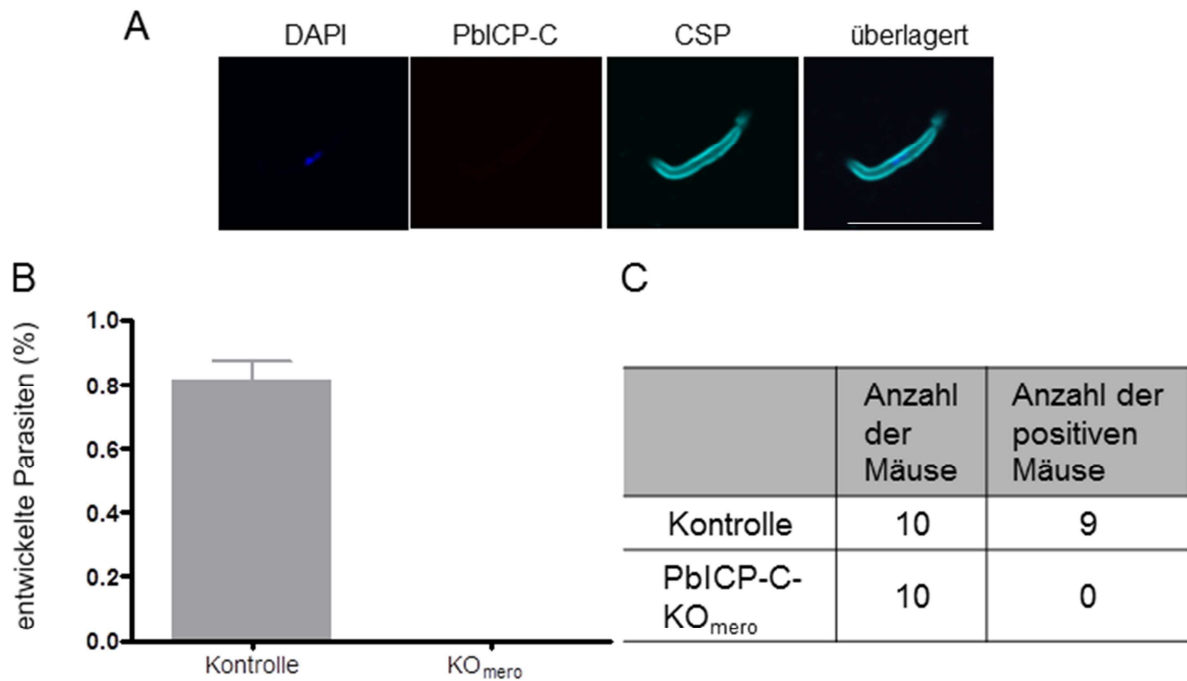 A
DAPI
PbICP-C
CSP
überlagert
B
entwickelte Parasiten (%)
1.0
0.8
0.6
0.4
0.2
0.0
Kontrolle
KOmero
C
Anzahl
der
Mäuse
Anzahl der
positiven
Mäuse
Kontrolle
10
9
PbICP-C-
KOmero
10
0